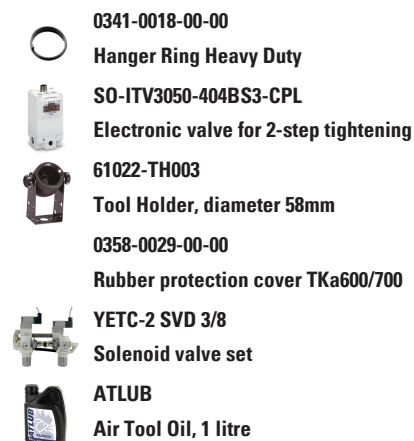 0341-0018-00-00
Hanger Ring Heavy Duty
SO-ITV3050-404BS3-CPL
Electronic valve for 2-step tightening
61022-TH003
Tool Holder, diameter 58mm
0358-0029-00-00
Rubber protection cover TKa600/700
YETC-2 SVD 3/8
Solenoid valve set
ATLUB
Air Tool Oil, 1 litre
ATLUB